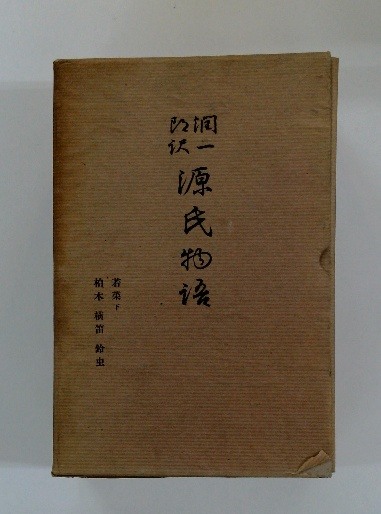 潤一
郎訳
源氏物語
若菜下
柏木 横笛 鈴虫